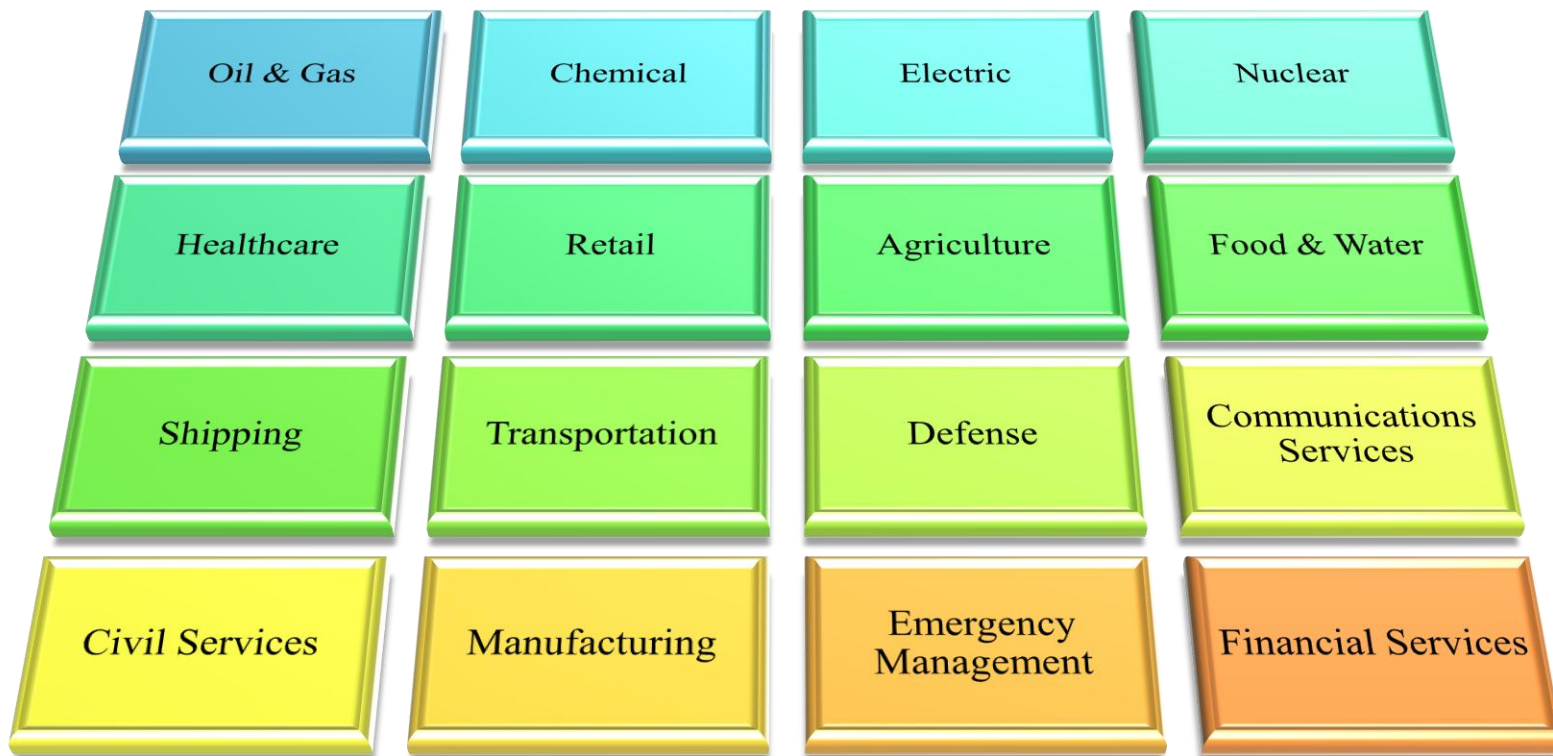 Oil & Gas
Chemical
Electric
Nuclear
Healthcare
Retail
Agriculture
Food & Water
Shipping
Transportation
Defense
Communications
Services
Civil Services
Manufacturing
Emergency
Management
Financial Services